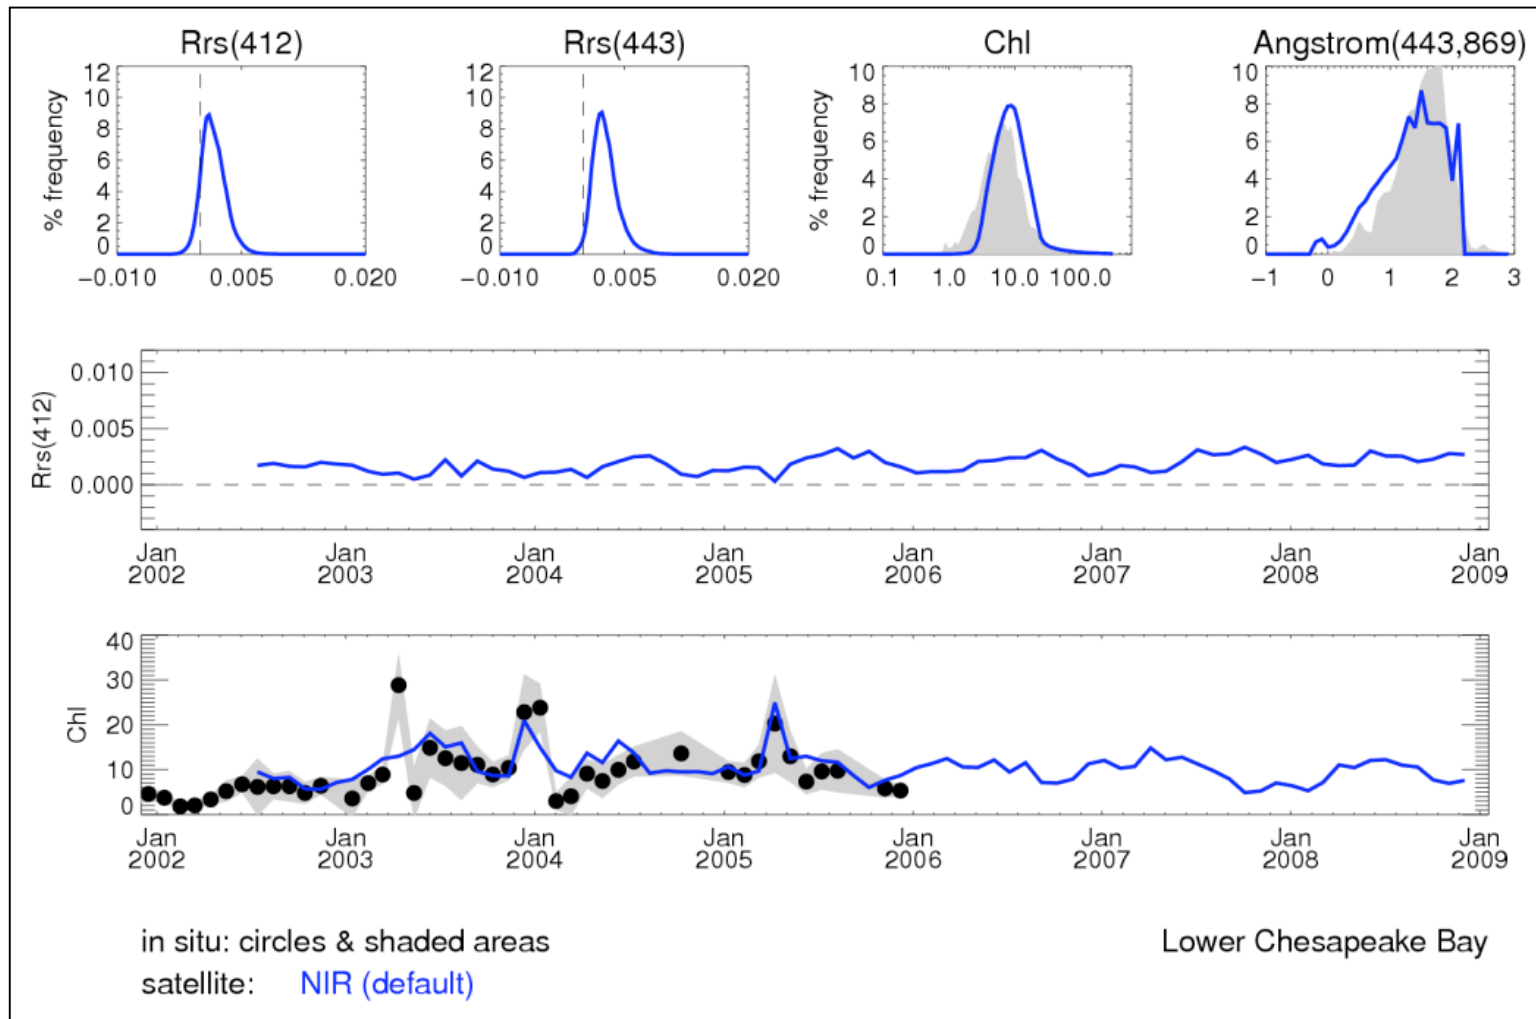 Rrs(412) Rrs(443) Chl Angstrom(443,869)
% frequency
12
10
8
6
4
2
0
−0.010 0.005 0.020
% frequency
12
10
8
6
4
2
0
−0.010 0.005 0.020
% frequency
10
8
6
4
2
0
0.1 1.0 10.0 100.0
10
8
6
4
2
0
−1 0 1 2 3
Rrs(412)
0.010
0.005
0.000
Jan Jan Jan Jan Jan Jan Jan Jan
2002 2003 2004 2005 2006 2007 2008 2009
Chl
40
30
20
10
0
Jan Jan Jan Jan Jan Jan Jan Jan
2002 2003 2004 2005 2006 2007 2008 2009
in situ: circles & shaded areas Lower Chesapeake Bay
satellite: NIR (default)